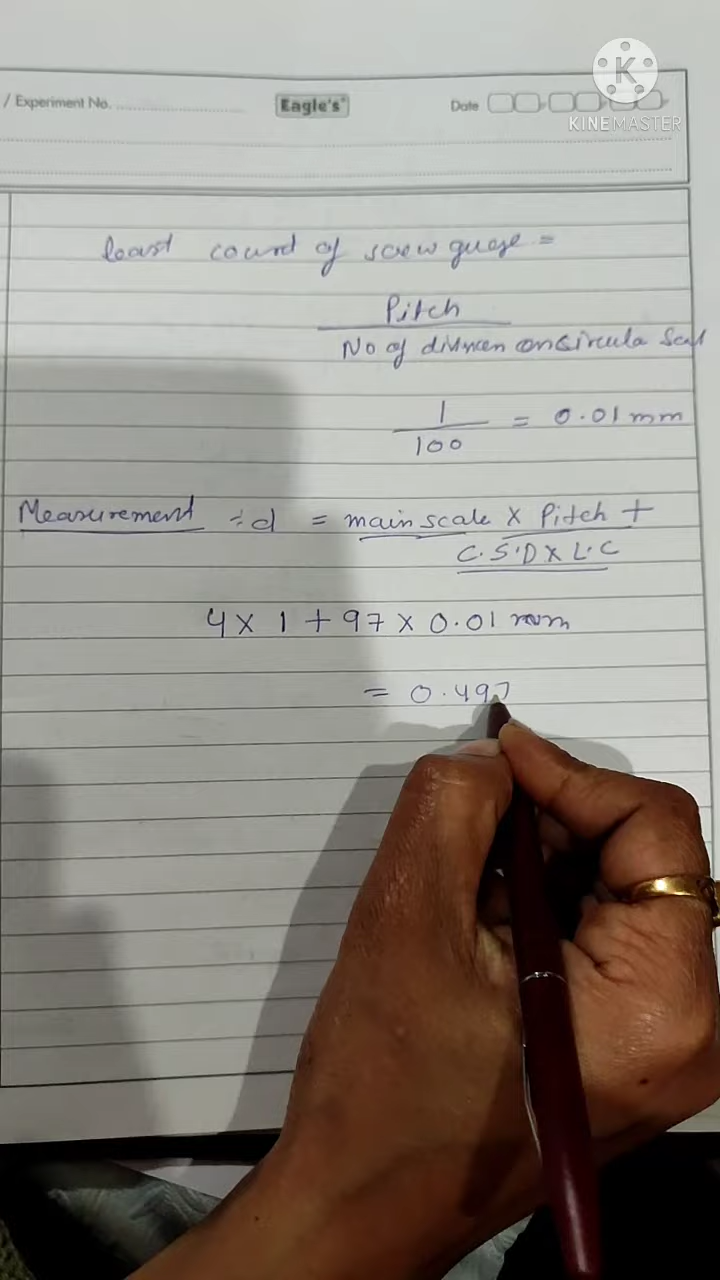 KINEMASTER
/ Experiment No.
Eagle's
Date
least count of screw guage =
Pitch
No of division on circula Scal
1
100
= 0.01 mm
Measurement ÷ d = main scale x Pitch +
C.S.D x L.C
4 x 1 + 97 x 0.01 mm
= 0.497